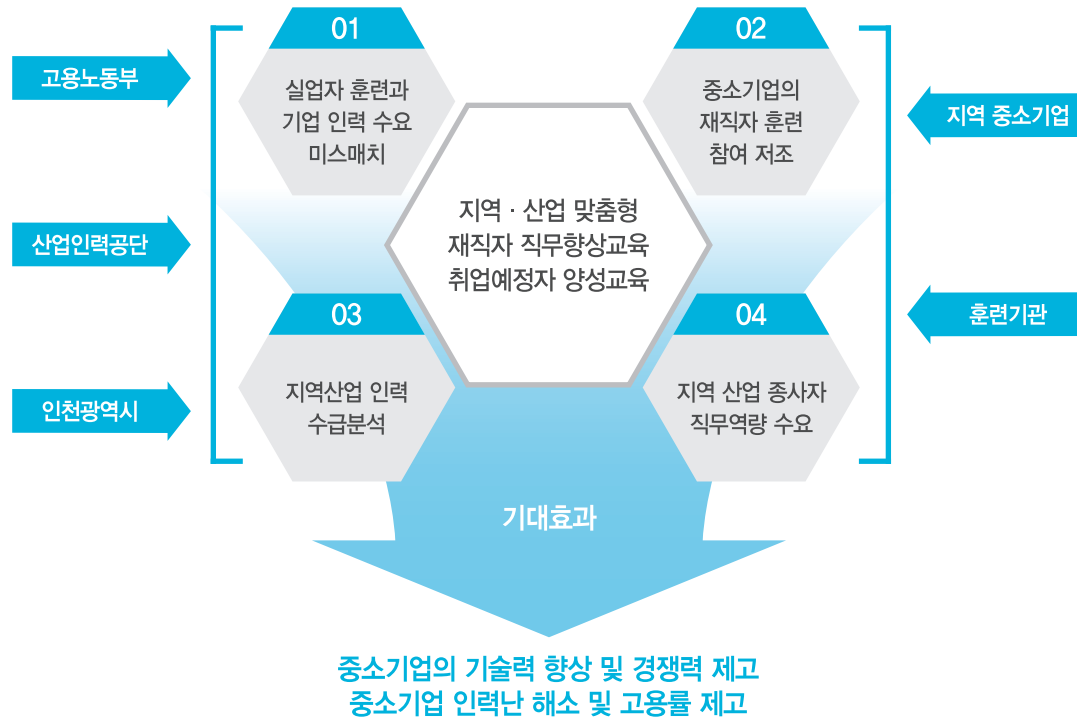 고용노동부
산업인력공단
인천광역시
01
실업자 훈련과
기업 인력 수요
미스매치
02
중소기업의
재직자 훈련
참여 저조
지역 · 산업 맞춤형
재직자 직무향상교육
취업예정자 양성교육
03
지역산업 인력
수급분석
04
지역 산업 종사자
직무역량 수요
지역 중소기업
훈련기관
기대효과
중소기업의 기술력 향상 및 경쟁력 제고
중소기업 인력난 해소 및 고용률 제고